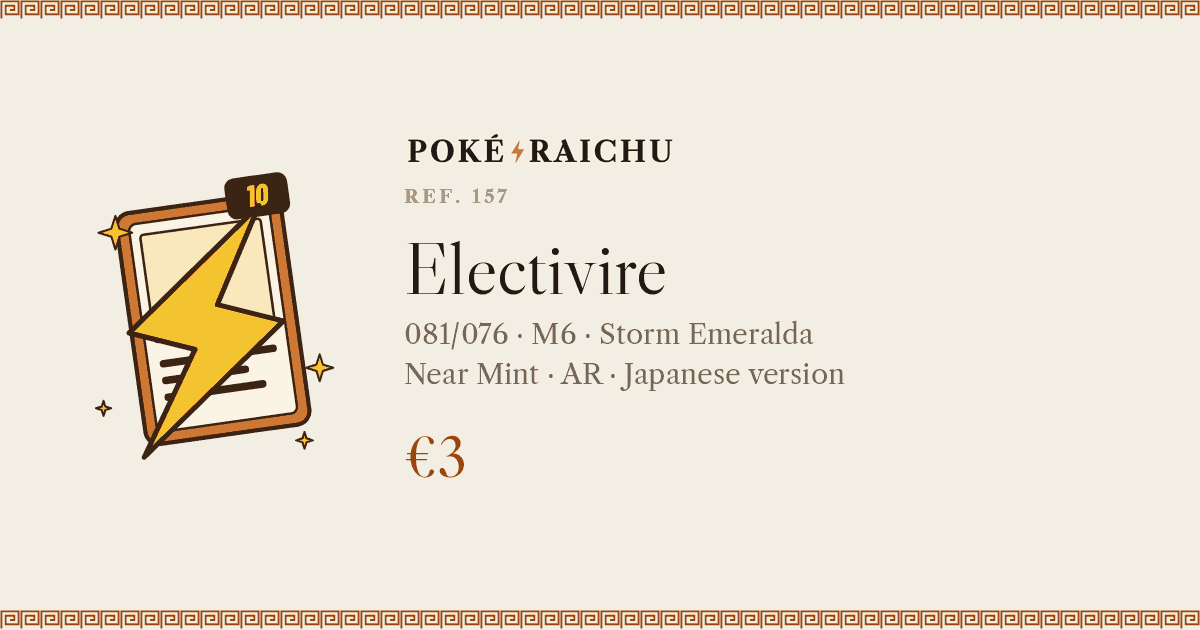 10
POKÉ RAICHU
REF. 157
Electivire
081/076 · M6 · Storm Emeralda
Near Mint · AR · Japanese version
€3